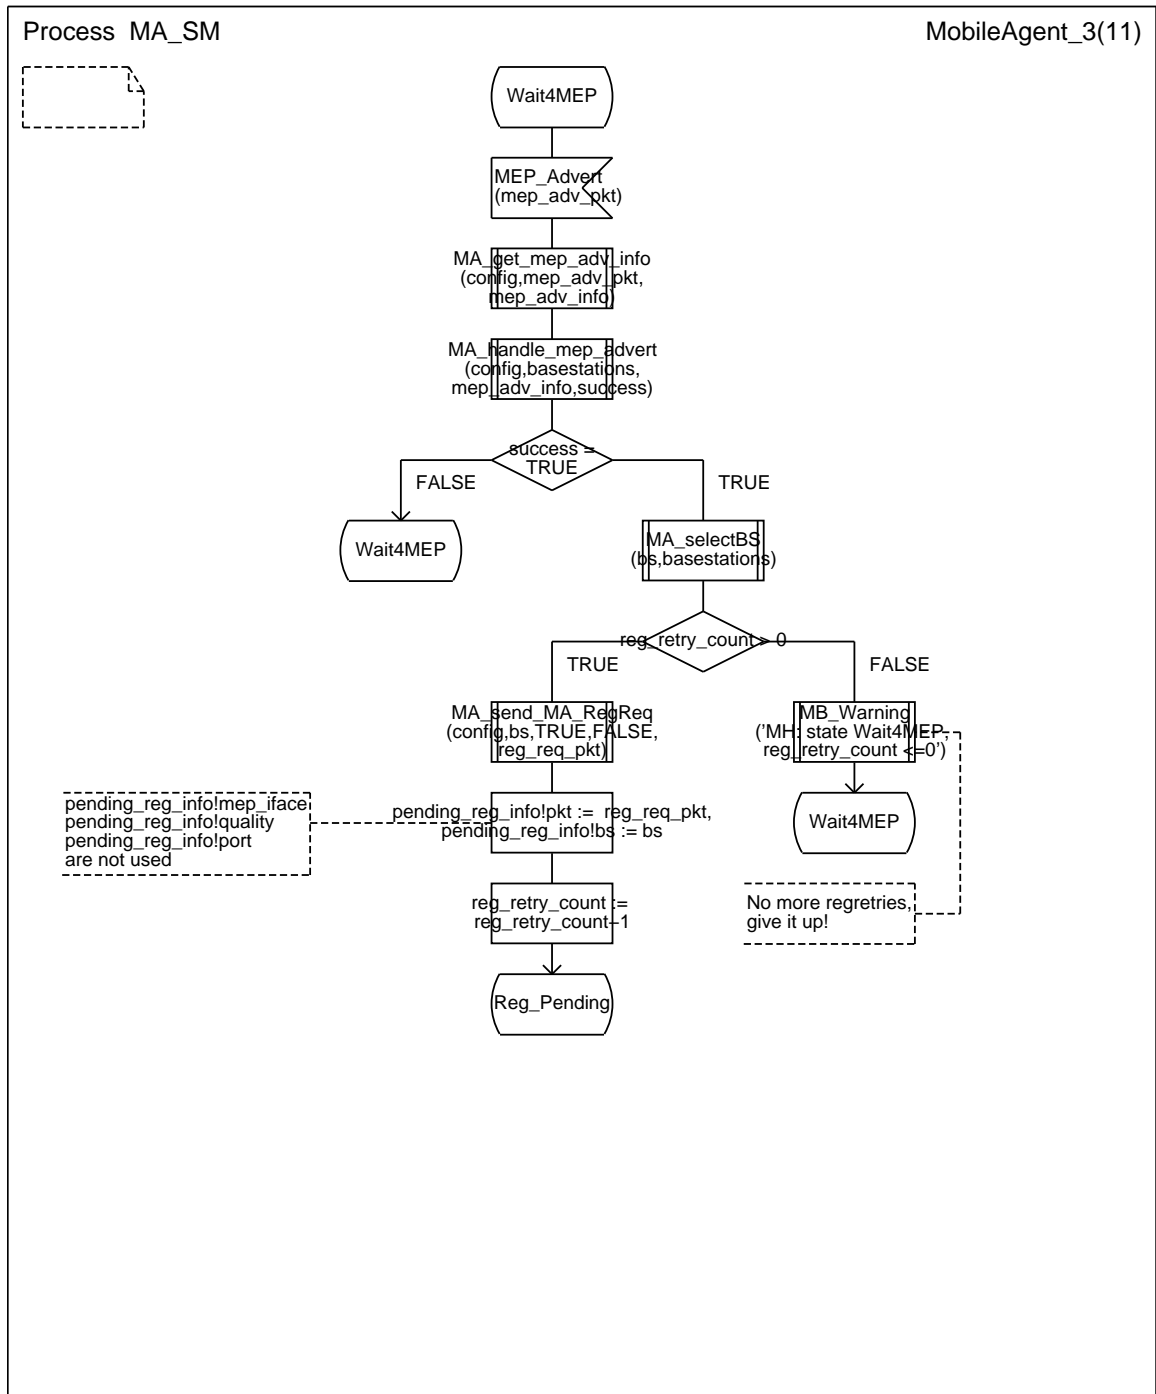 Process MA_SM
MobileAgent_3(11)
Wait4MEP
MEP_Advert
(mep_adv_pkt)
MA_get_mep_adv_info
(config,mep_adv_pkt,
mep_adv_info)
MA_handle_mep_advert
(config,basestations,
mep_adv_info,success)
success =
TRUE
FALSE
TRUE
Wait4MEP
MA_selectBS
(bs,basestations)
reg_retry_count > 0
TRUE
FALSE
MA_send_MA_RegReq
(config,bs,TRUE,FALSE,
reg_req_pkt)
MB_Warning
('MH: state Wait4MEP,
reg_retry_count <=0')
pending_reg_info!mep_iface
pending_reg_info!quality
pending_reg_info!port
are not used
pending_reg_info!pkt := reg_req_pkt,
pending_reg_info!bs := bs
Wait4MEP
reg_retry_count :=
reg_retry_count-1
No more regretries,
give it up!
Reg_Pending